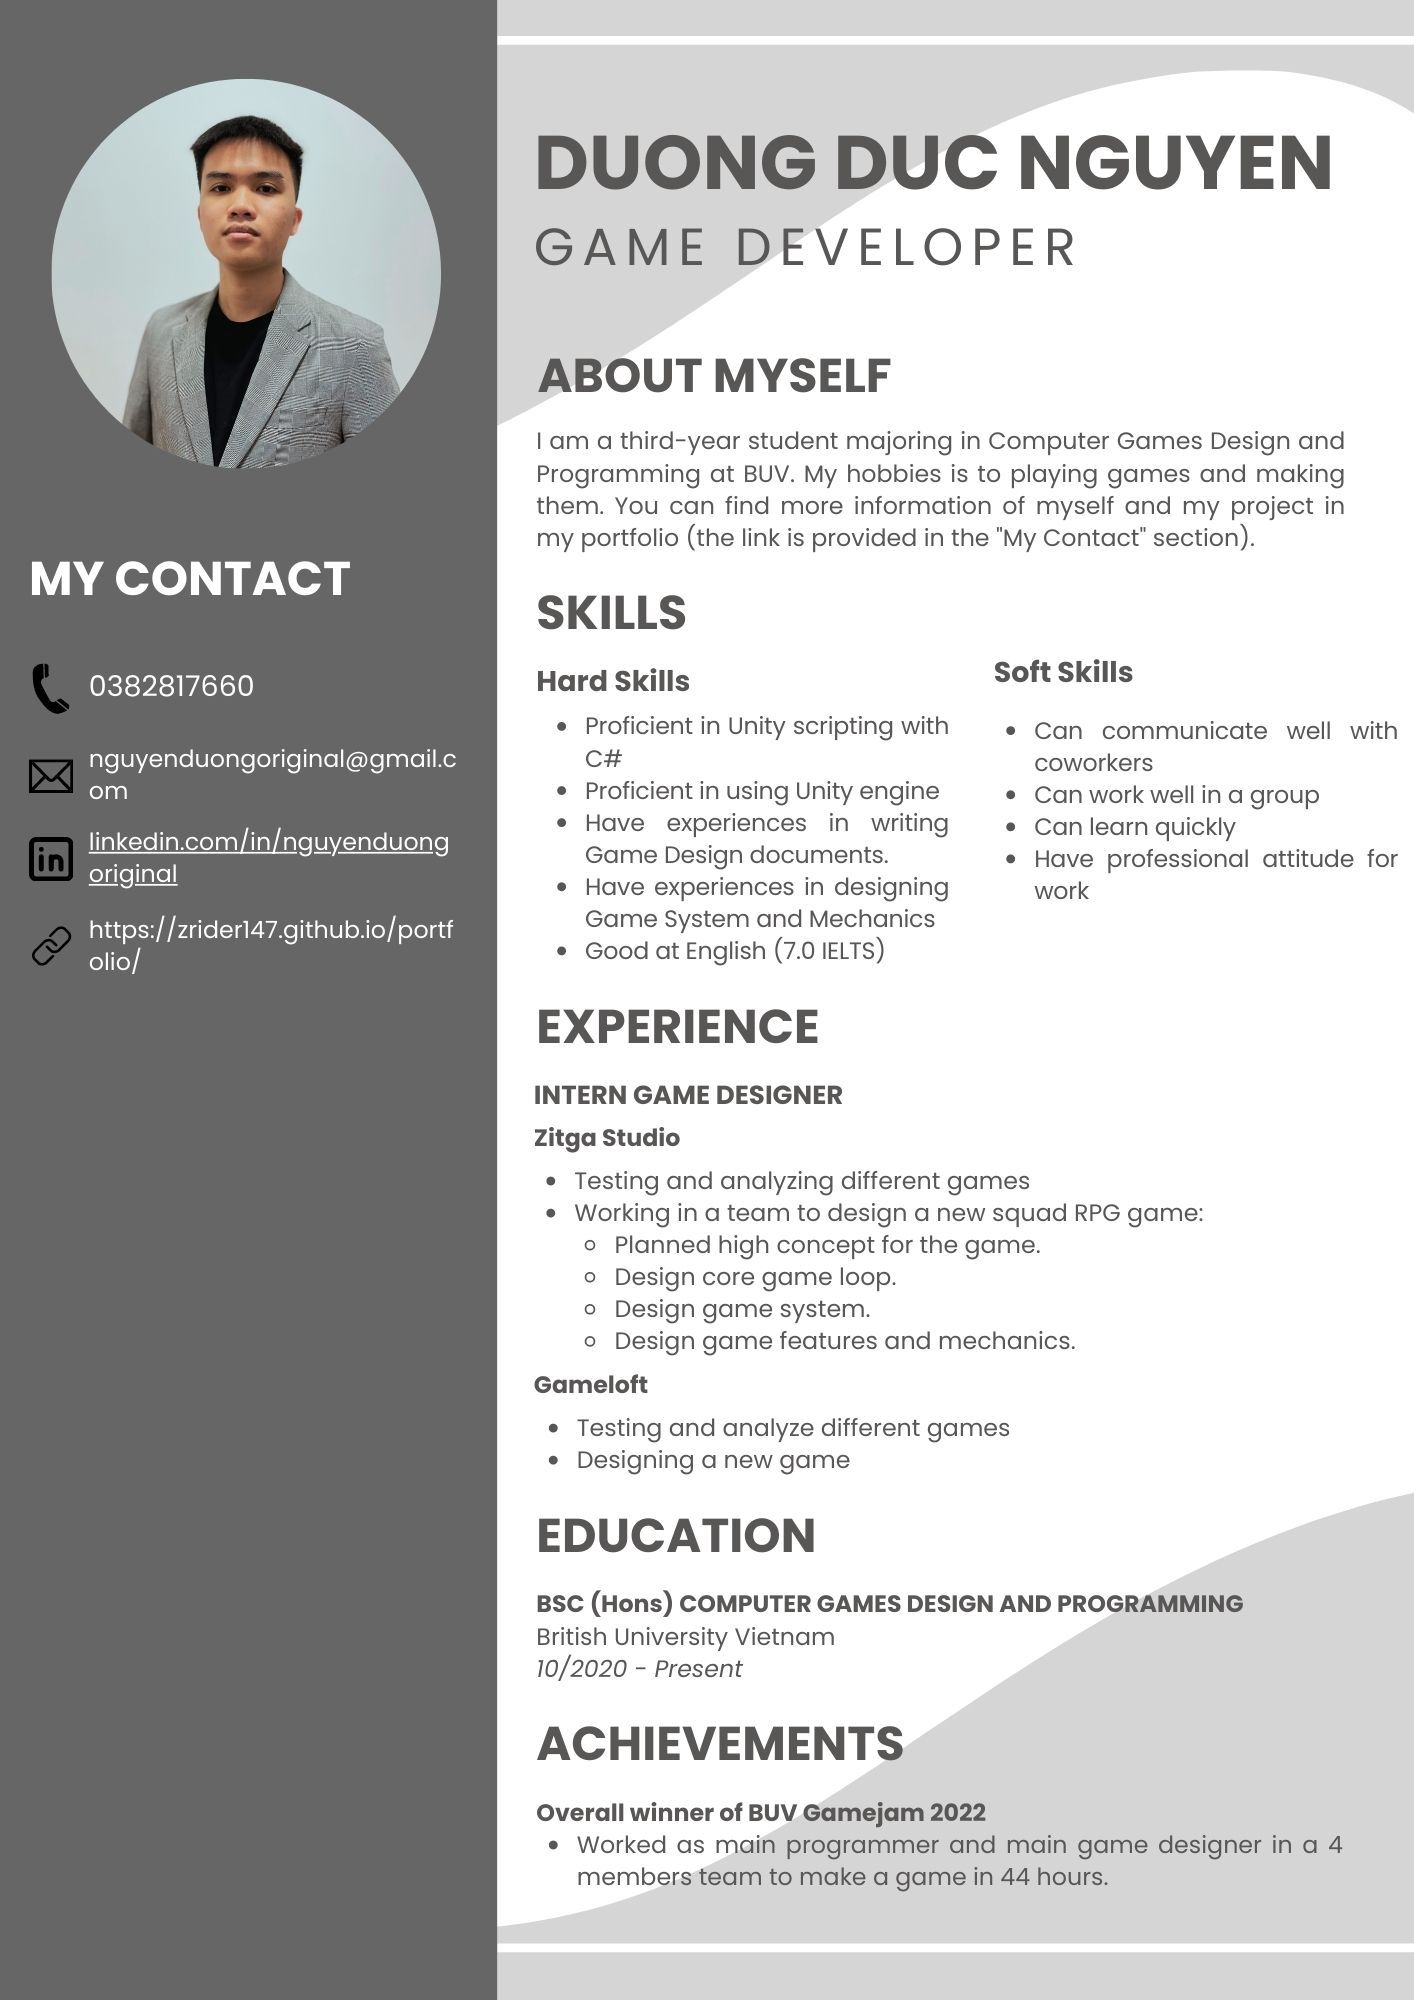 DUONG DUC NGUYEN
GAME DEVELOPER
MY CONTACT
0382817660
nguyenduongoriginal@gmail.c
om
linkedin.com/in/nguyenduong
original
https://zrider147.github.io/portf
olio/
ABOUT MYSELF
I am a third-year student majoring in Computer Games Design and
Programming at BUV. My hobbies is to playing games and making
them. You can find more information of myself and my project in
my portfolio (the link is provided in the "My Contact" section).
SKILLS
Hard Skills
• Proficient in Unity scripting with
C#
• Proficient in using Unity engine
• Have experiences in writing
Game Design documents.
• Have experiences in designing
Game System and Mechanics
• Good at English (7.0 IELTS)
Soft Skills
• Can communicate well with
coworkers
• Can work well in a group
• Can learn quickly
• Have professional attitude for
work
EXPERIENCE
INTERN GAME DESIGNER
Zitga Studio
• Testing and analyzing different games
• Working in a team to design a new squad RPG game:
◦ Planned high concept for the game.
◦ Design core game loop.
◦ Design game system.
◦ Design game features and mechanics.
Gameloft
• Testing and analyze different games
• Designing a new game
EDUCATION
BSC (Hons) COMPUTER GAMES DESIGN AND PROGRAMMING
British University Vietnam
10/2020 - Present
ACHIEVEMENTS
Overall winner of BUV Gamejam 2022
• Worked as main programmer and main game designer in a 4
members team to make a game in 44 hours.